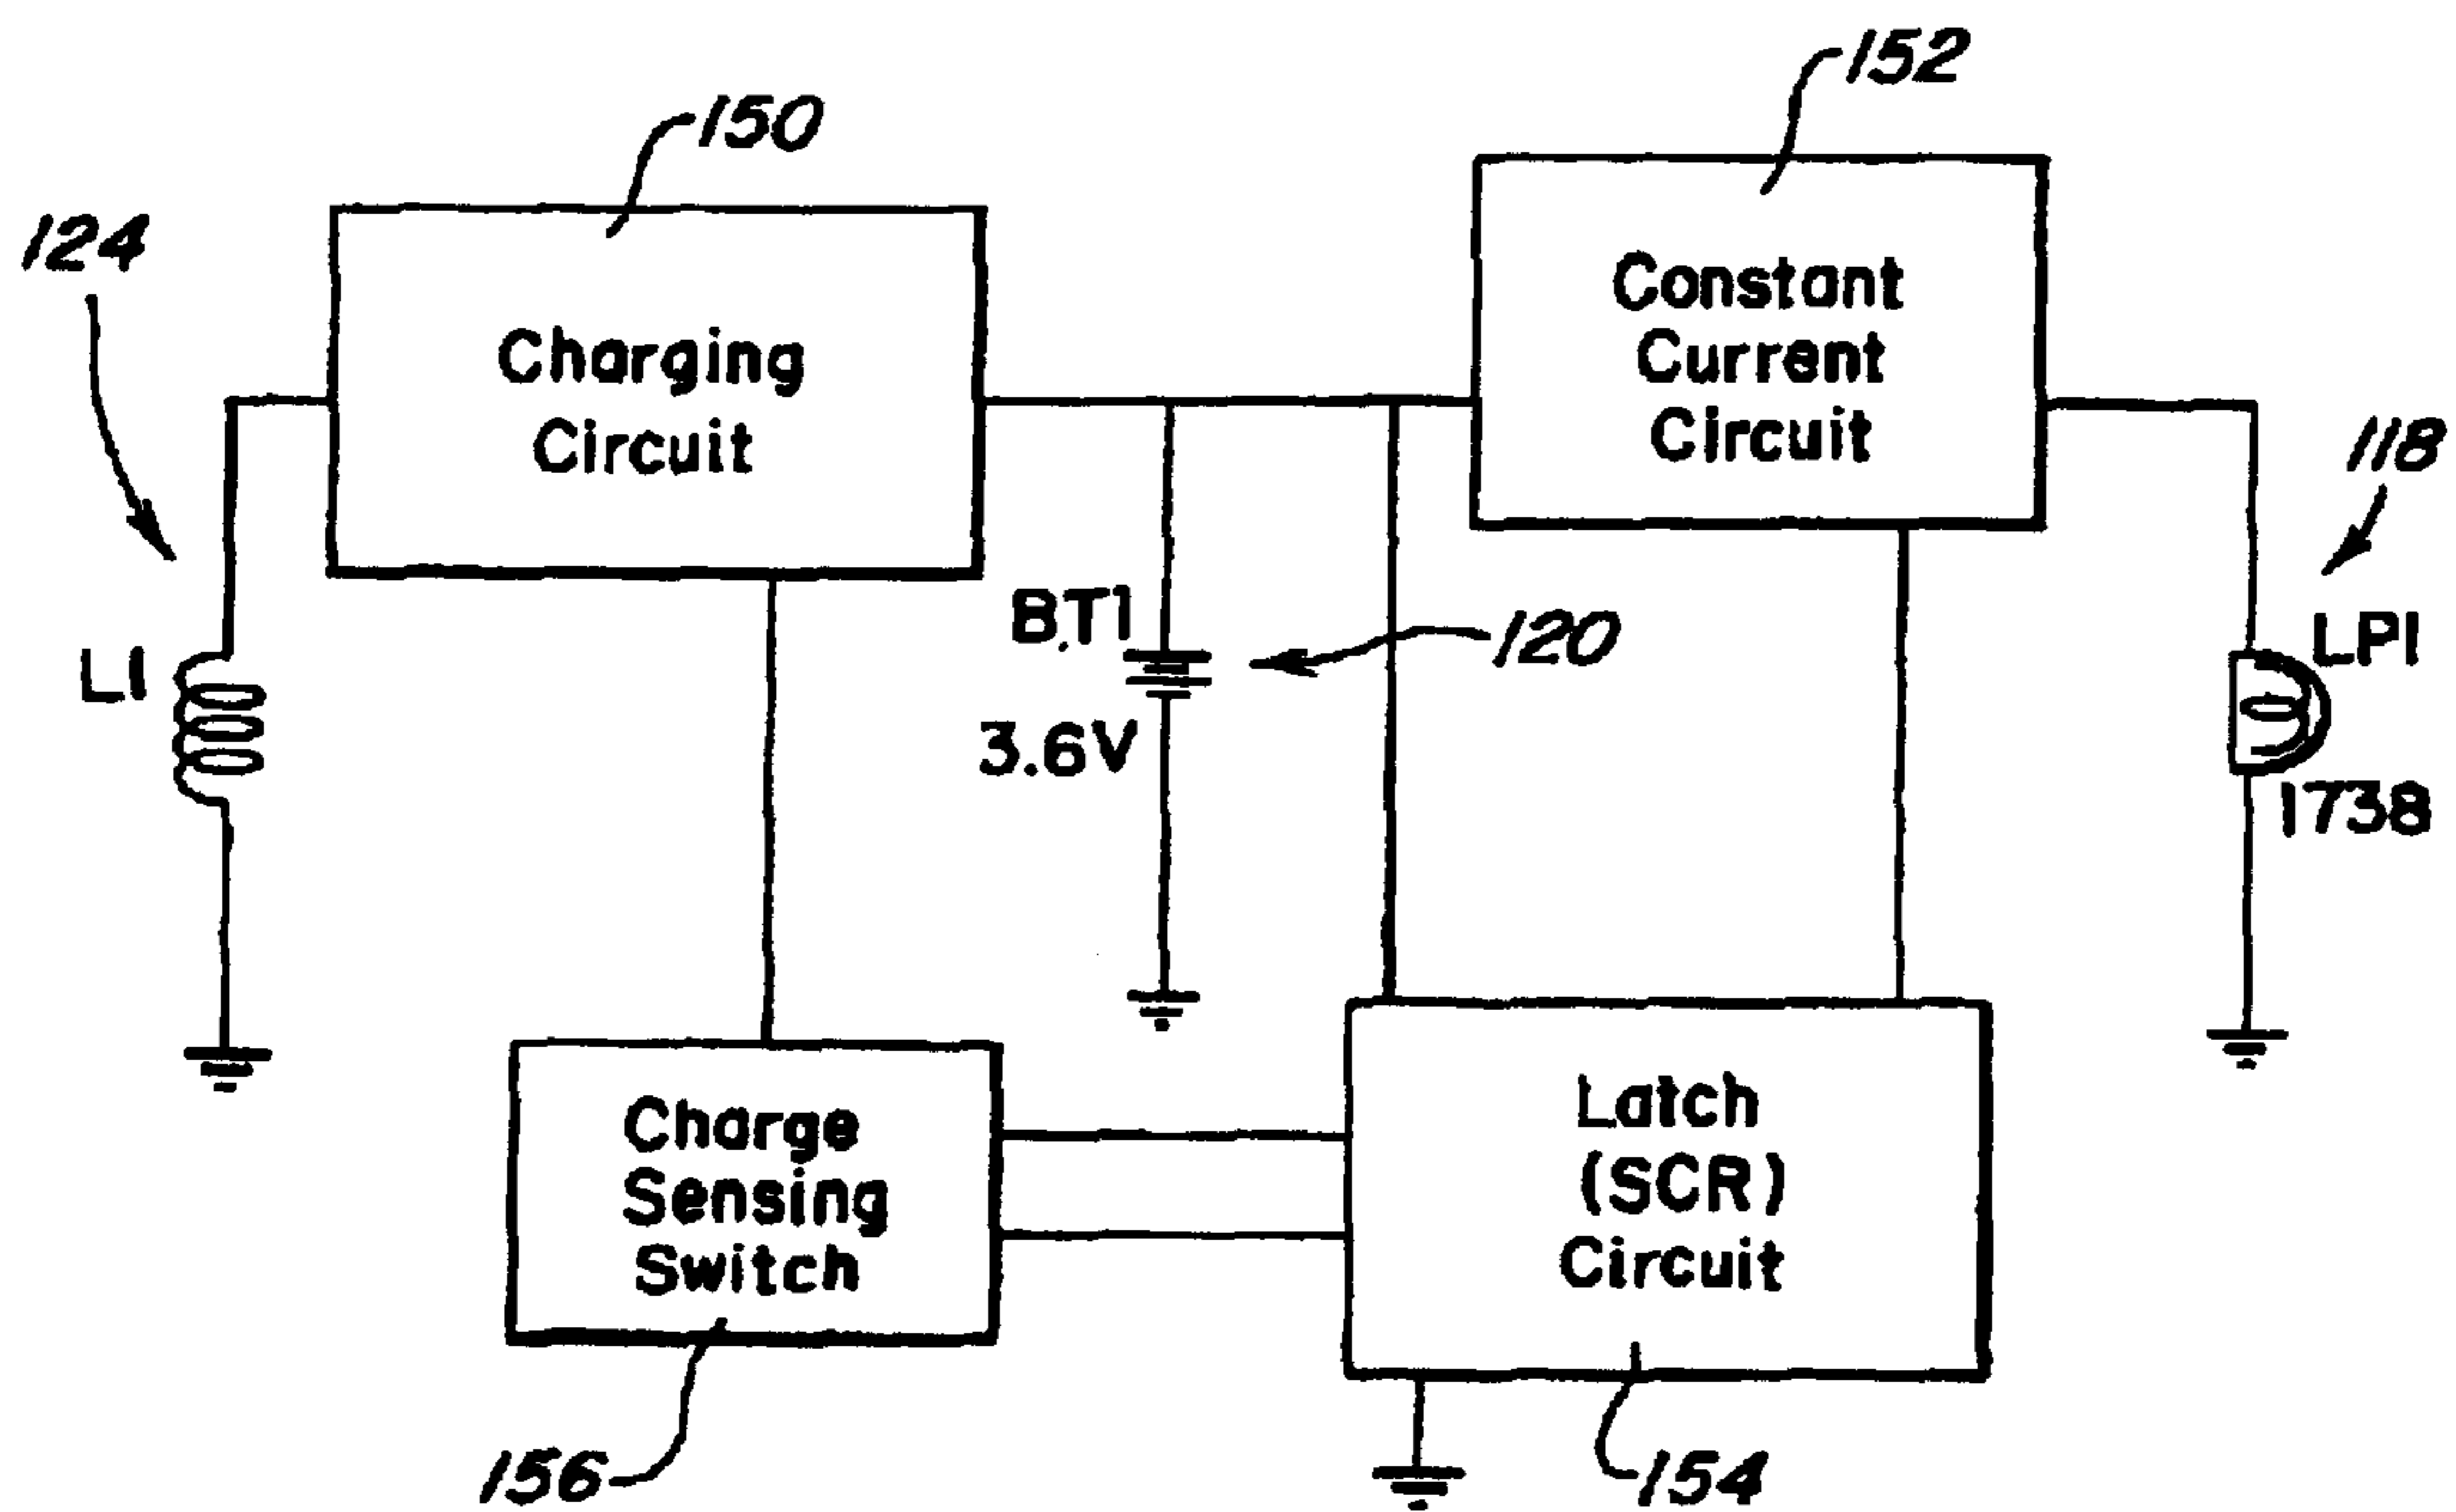 152
150
124
Constant
Current
Circuit
Charging
Circuit
118
BT1
120
LP1
L1
3.6V
1738
Charge
Sensing
Switch
Latch
(SCR)
Circuit
156
154